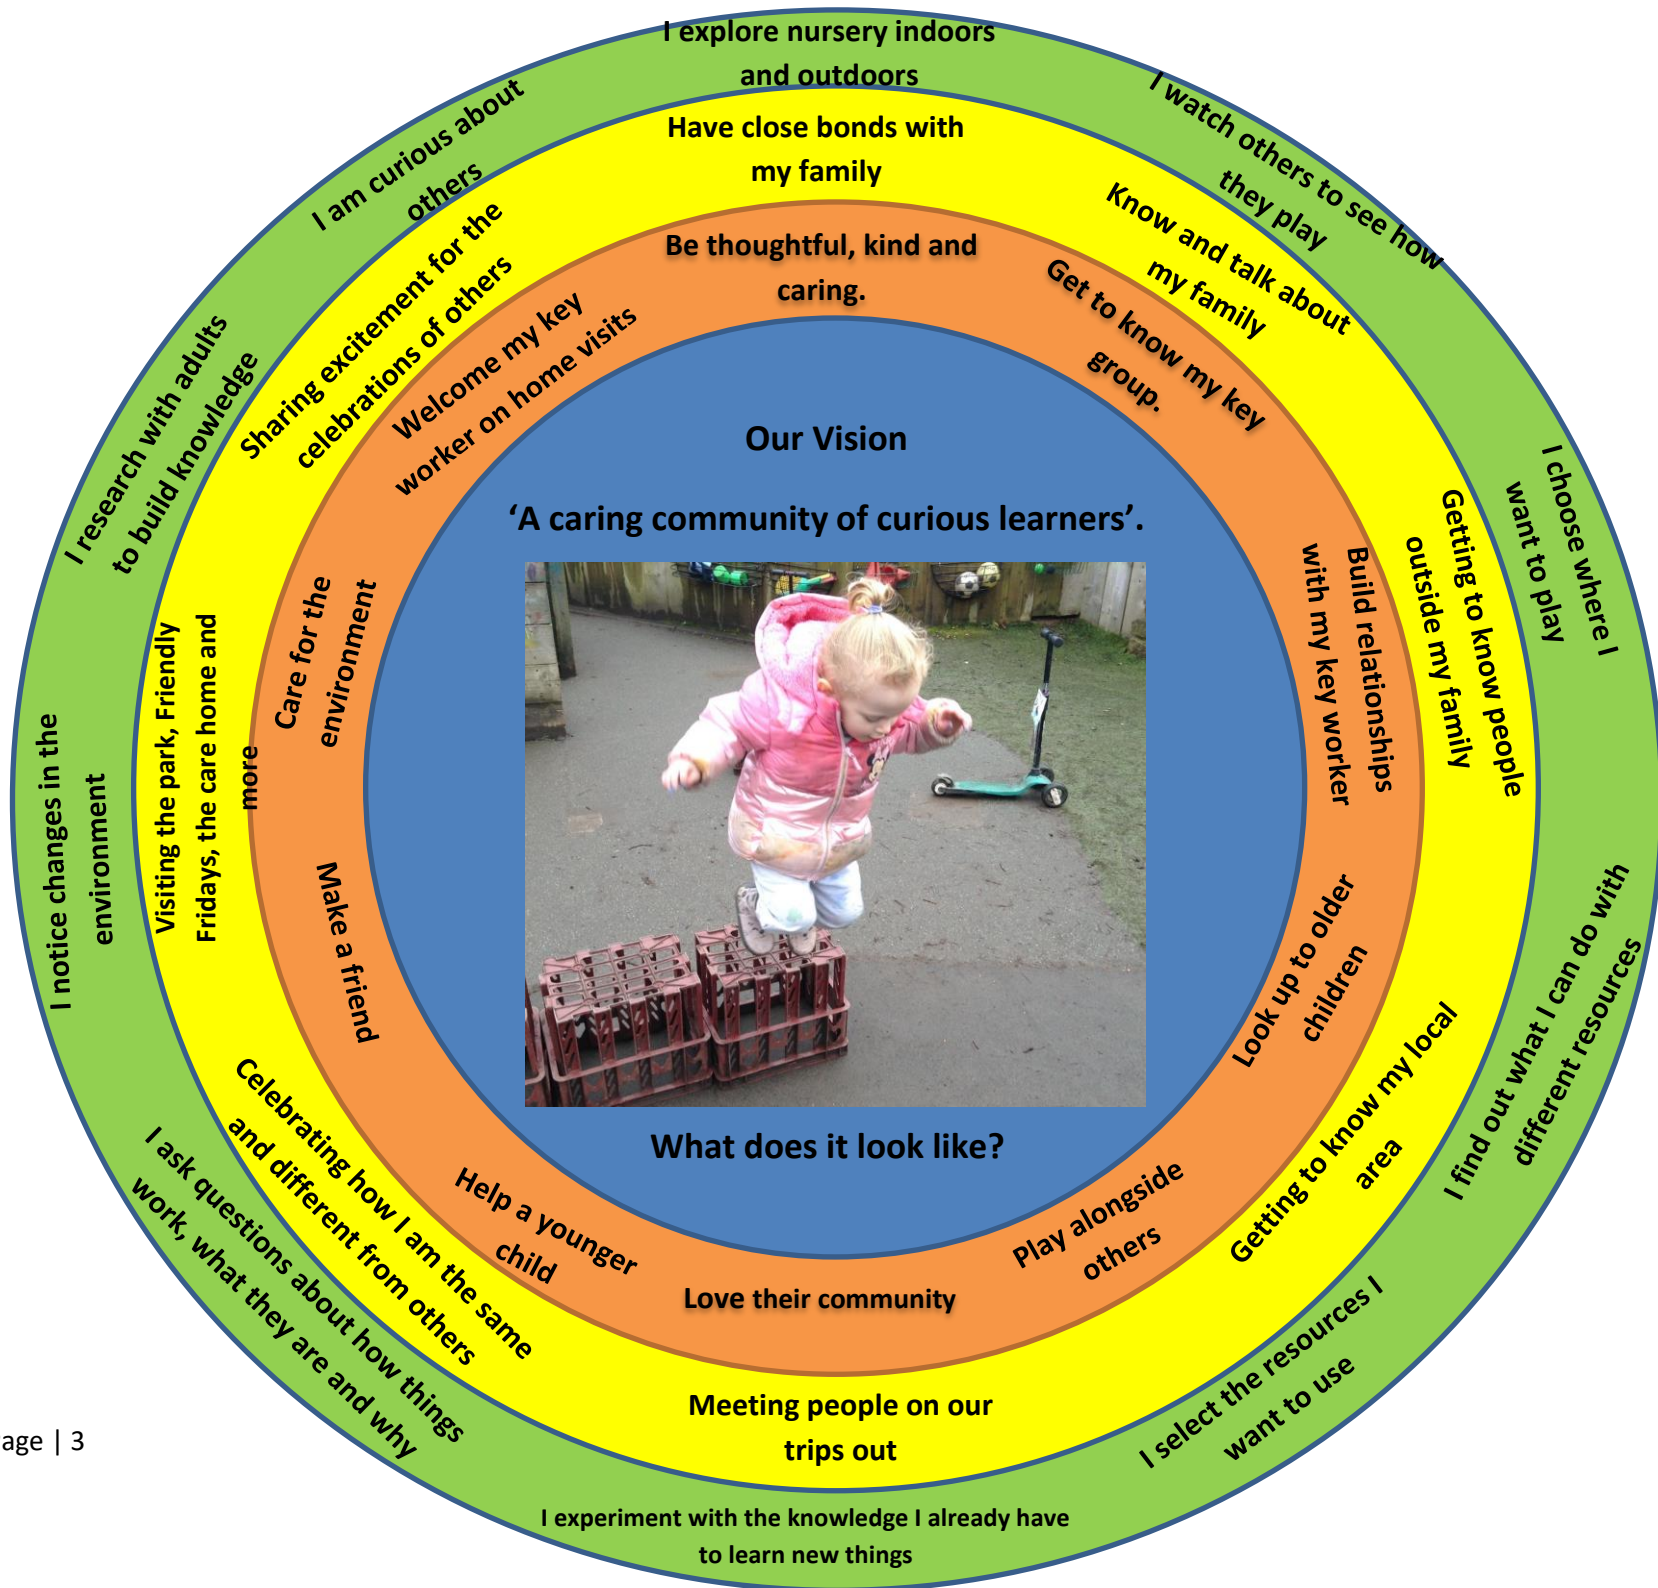 I explore nursery indoors
and outdoors
I watch others to see how
they play
I choose where I
want to play
I find out what I can do with
different resources
I select the resources I
want to use
I experiment with the knowledge I already have
to learn new things
I ask questions about how things
work, what they are and why
I notice changes in the
environment
I research with adults
to build knowledge
I am curious about
others
Have close bonds with
my family
Know and talk about
my family
Getting to know people
outside my family
Getting to know my local
area
Meeting people on our
trips out
Celebrating how I am the same
and different from others
Visiting the park, Friendly
Fridays, the care home and
more
Sharing excitement for the
celebrations of others
Be thoughtful, kind and
caring.
Get to know my key
group.
Build relationships
with my key worker
Look up to older
children
Play alongside
others
Love their community
Help a younger
child
Make a friend
Care for the
environment
Welcome my key
worker on home visits
Our Vision
‘A caring community of curious learners’.
What does it look like?
age | 3